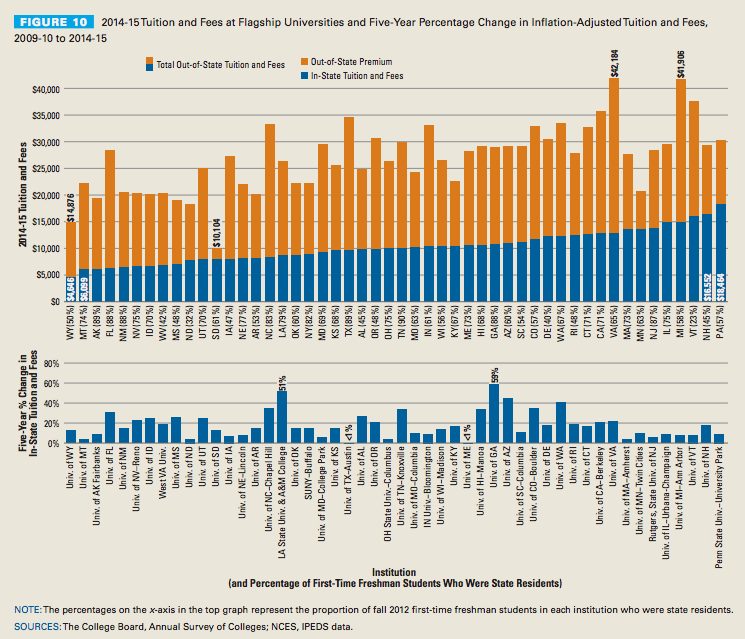 FIGURE 10 2014-15 Tuition and Fees at Flagship Universities and Five-Year Percentage Change in Inflation-Adjusted Tuition and Fees,
2009-10 to 2014-15
Total Out-of-State Tuition and Fees
Out-of-State Premium
In-State Tuition and Fees
2014-15 Tuition and Fees
$40,000
$35,000
$30,000
$25,000
$20,000
$15,000
$10,000
$5,000
$0
$14,876
$10,104
$42,184
$41,906
$4,646
$6,099
$16,552
$18,464
WY (50%)
MT (74%)
AK (89%)
FL (88%)
NM (88%)
NV (75%)
ID (70%)
WV (42%)
MS (48%)
ND (32%)
UT (70%)
SD (61%)
IA (47%)
NE (77%)
AR (53%)
NC (83%)
LA (79%)
OK (60%)
NY (82%)
MD (69%)
KS (68%)
TX (89%)
AL (45%)
OR (48%)
OH (75%)
TN (90%)
MO (63%)
IN (61%)
WI (56%)
KY (67%)
ME (73%)
HI (68%)
GA (88%)
AZ (60%)
SC (54%)
CO (57%)
DE (40%)
WA (67%)
RI (48%)
CT (71%)
CA (71%)
VA (65%)
MA (73%)
MN (63%)
NJ (87%)
IL (75%)
MI (58%)
VT (23%)
NH (45%)
PA (57%)
Five-Year % Change in
In-State Tuition and Fees
80%
60%
40%
20%
0%
51%
<1%
<1%
59%
Univ. of WY
Univ. of MT
Univ. of AK Fairbanks
Univ. of FL
Univ. of NM
Univ. of NV–Reno
Univ. of ID
West VA Univ.
Univ. of MS
Univ. of ND
Univ. of UT
Univ. of SD
Univ. of IA
Univ. of NE–Lincoln
Univ. of AR
Univ. of NC–Chapel Hill
LA State Univ. & A&M College
Univ. of OK
SUNY–Buffalo
Univ. of MD–College Park
Univ. of KS
Univ. of TX–Austin
Univ. of AL
Univ. of OR
OH State Univ.–Columbus
Univ. of TN–Knoxville
Univ. of MO–Columbia
IN Univ.–Bloomington
Univ. of WI–Madison
Univ. of KY
Univ. of ME
Univ. of HI–Manoa
Univ. of GA
Univ. of AZ
Univ. of SC–Columbia
Univ. of CO–Boulder
Univ. of DE
Univ. of WA
Univ. of RI
Univ. of CT
Univ. of CA–Berkeley
Univ. of VA
Univ. of MA–Amherst
Univ. of MN–Twin Cities
Rutgers, State Univ. of NJ
Univ. of IL–Urbana-Champaign
Univ. of MI–Ann Arbor
Univ. of VT
Univ. of NH
Penn State Univ.–University Park
Institution
(and Percentage of First-Time Freshman Students Who Were State Residents)
NOTE: The percentages on the x-axis in the top graph represent the proportion of fall 2012 first-time freshman students in each institution who were state residents.
SOURCES: The College Board, Annual Survey of Colleges; NCES, IPEDS data.